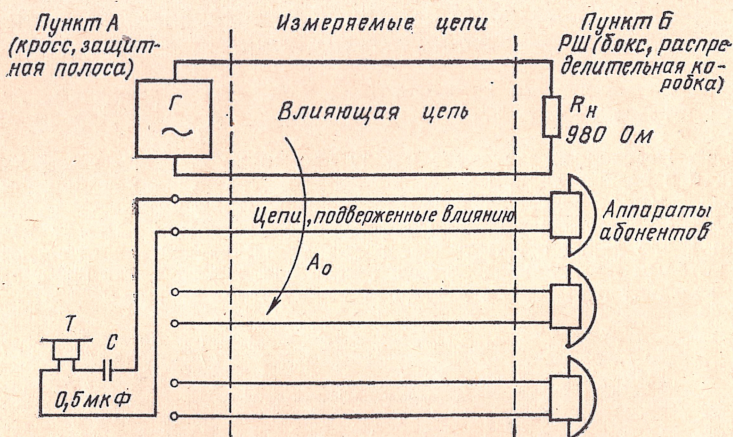 Пункт А
(кросс, защит-
ная полоса)
Измеряемые цепи
Пункт Б
РШ (бокс, распре-
делительная ко-
робка)
Г
~
Влияющая цепь
Rн
980 Ом
Цепи, подверженные влиянию
Аппараты
абонентов
A₀
Т
С
0,5 мкФ